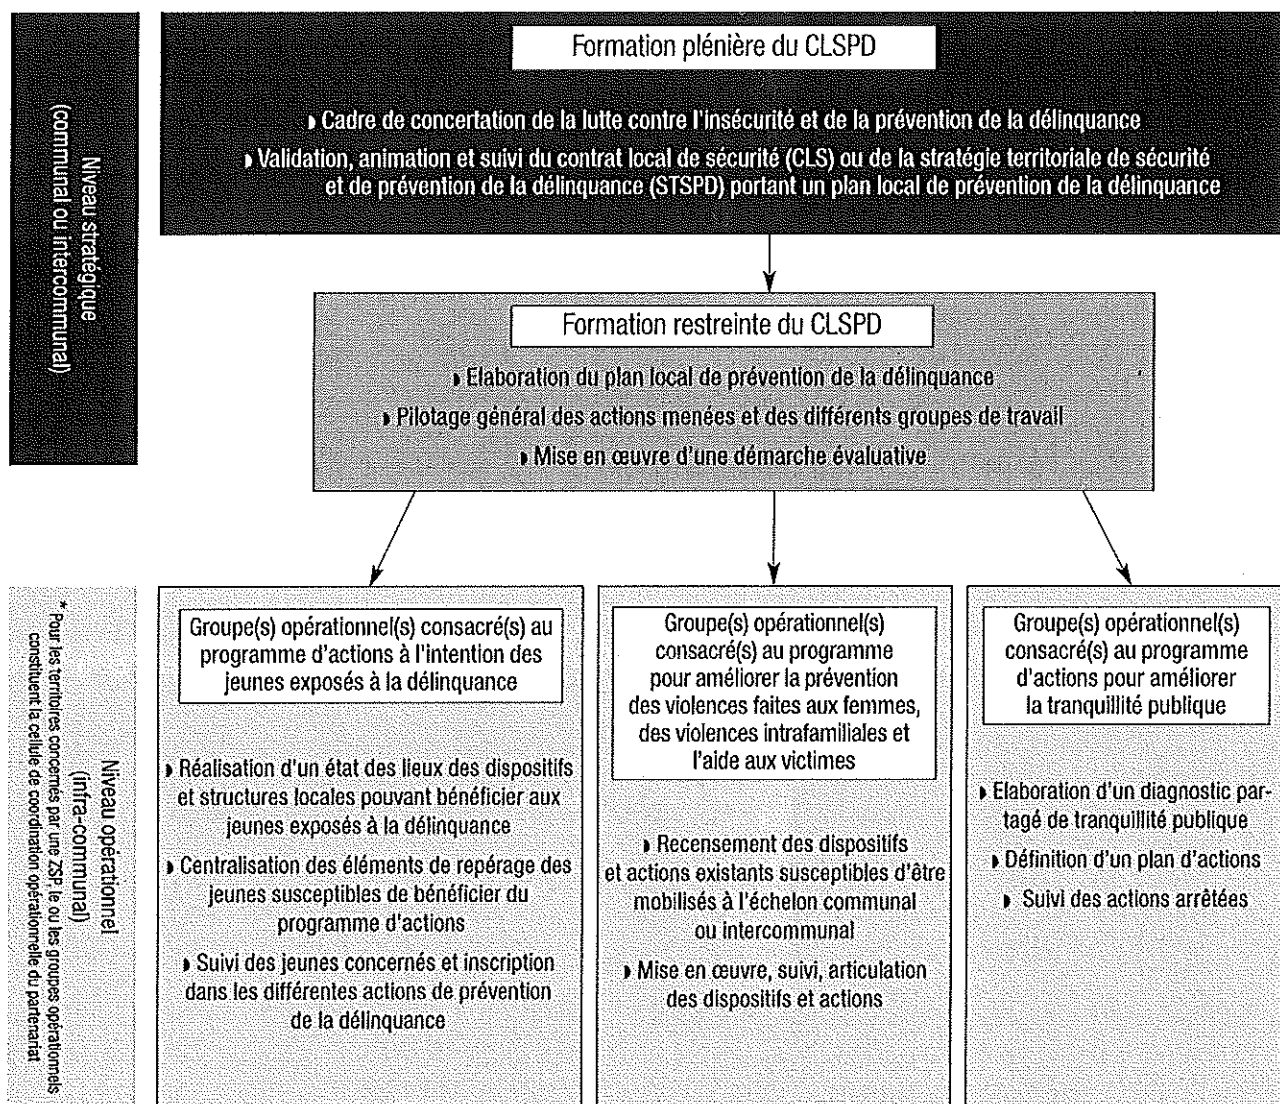 Niveau stratégique
(communal ou intercommunal)
Formation plénière du CLSPD
◗ Cadre de concertation de la lutte contre l'insécurité et de la prévention de la délinquance
◗ Validation, animation et suivi du contrat local de sécurité (CLS) ou de la stratégie territoriale de sécurité
et de prévention de la délinquance (STSPD) portant un plan local de prévention de la délinquance
Formation restreinte du CLSPD
◗ Elaboration du plan local de prévention de la délinquance
◗ Pilotage général des actions menées et des différents groupes de travail
◗ Mise en œuvre d'une démarche évaluative
Niveau opérationnel
(infra-communal)
* Pour les territoires concernés par une ZSP, le ou les groupes opérationnels
constituent la cellule de coordination opérationnelle du partenariat
Groupe(s) opérationnel(s) consacré(s) au
programme d'actions à l'intention des
jeunes exposés à la délinquance
◗ Réalisation d'un état des lieux des dispositifs
et structures locales pouvant bénéficier aux
jeunes exposés à la délinquance
◗ Centralisation des éléments de repérage des
jeunes susceptibles de bénéficier du
programme d'actions
◗ Suivi des jeunes concernés et inscription
dans les différentes actions de prévention
de la délinquance
Groupe(s) opérationnel(s)
consacré(s) au programme
pour améliorer la prévention
des violences faites aux femmes,
des violences intrafamiliales et
l'aide aux victimes
◗ Recensement des dispositifs
et actions existants susceptibles d'être
mobilisés à l'échelon communal
ou intercommunal
◗ Mise en œuvre, suivi, articulation
des dispositifs et actions
Groupe(s) opérationnel(s)
consacré(s) au programme
d'actions pour améliorer
la tranquillité publique
◗ Elaboration d'un diagnostic par-
tagé de tranquillité publique
◗ Définition d'un plan d'actions
◗ Suivi des actions arrêtées